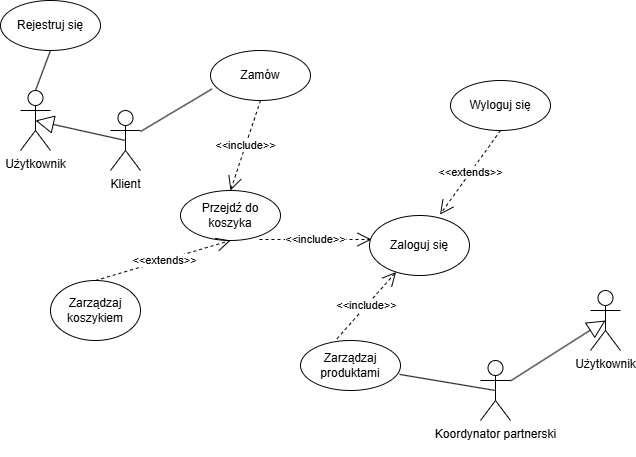 Rejestruj się
Zamów
Wyloguj się
<<include>>
Użytkownik
<<extends>>
Klient
Przejdź do
koszyka
<<include>>
Zaloguj się
<<extends>>
Zarządzaj
koszykiem
<<include>>
Zarządzaj
produktami
Użytkownik
Koordynator partnerski